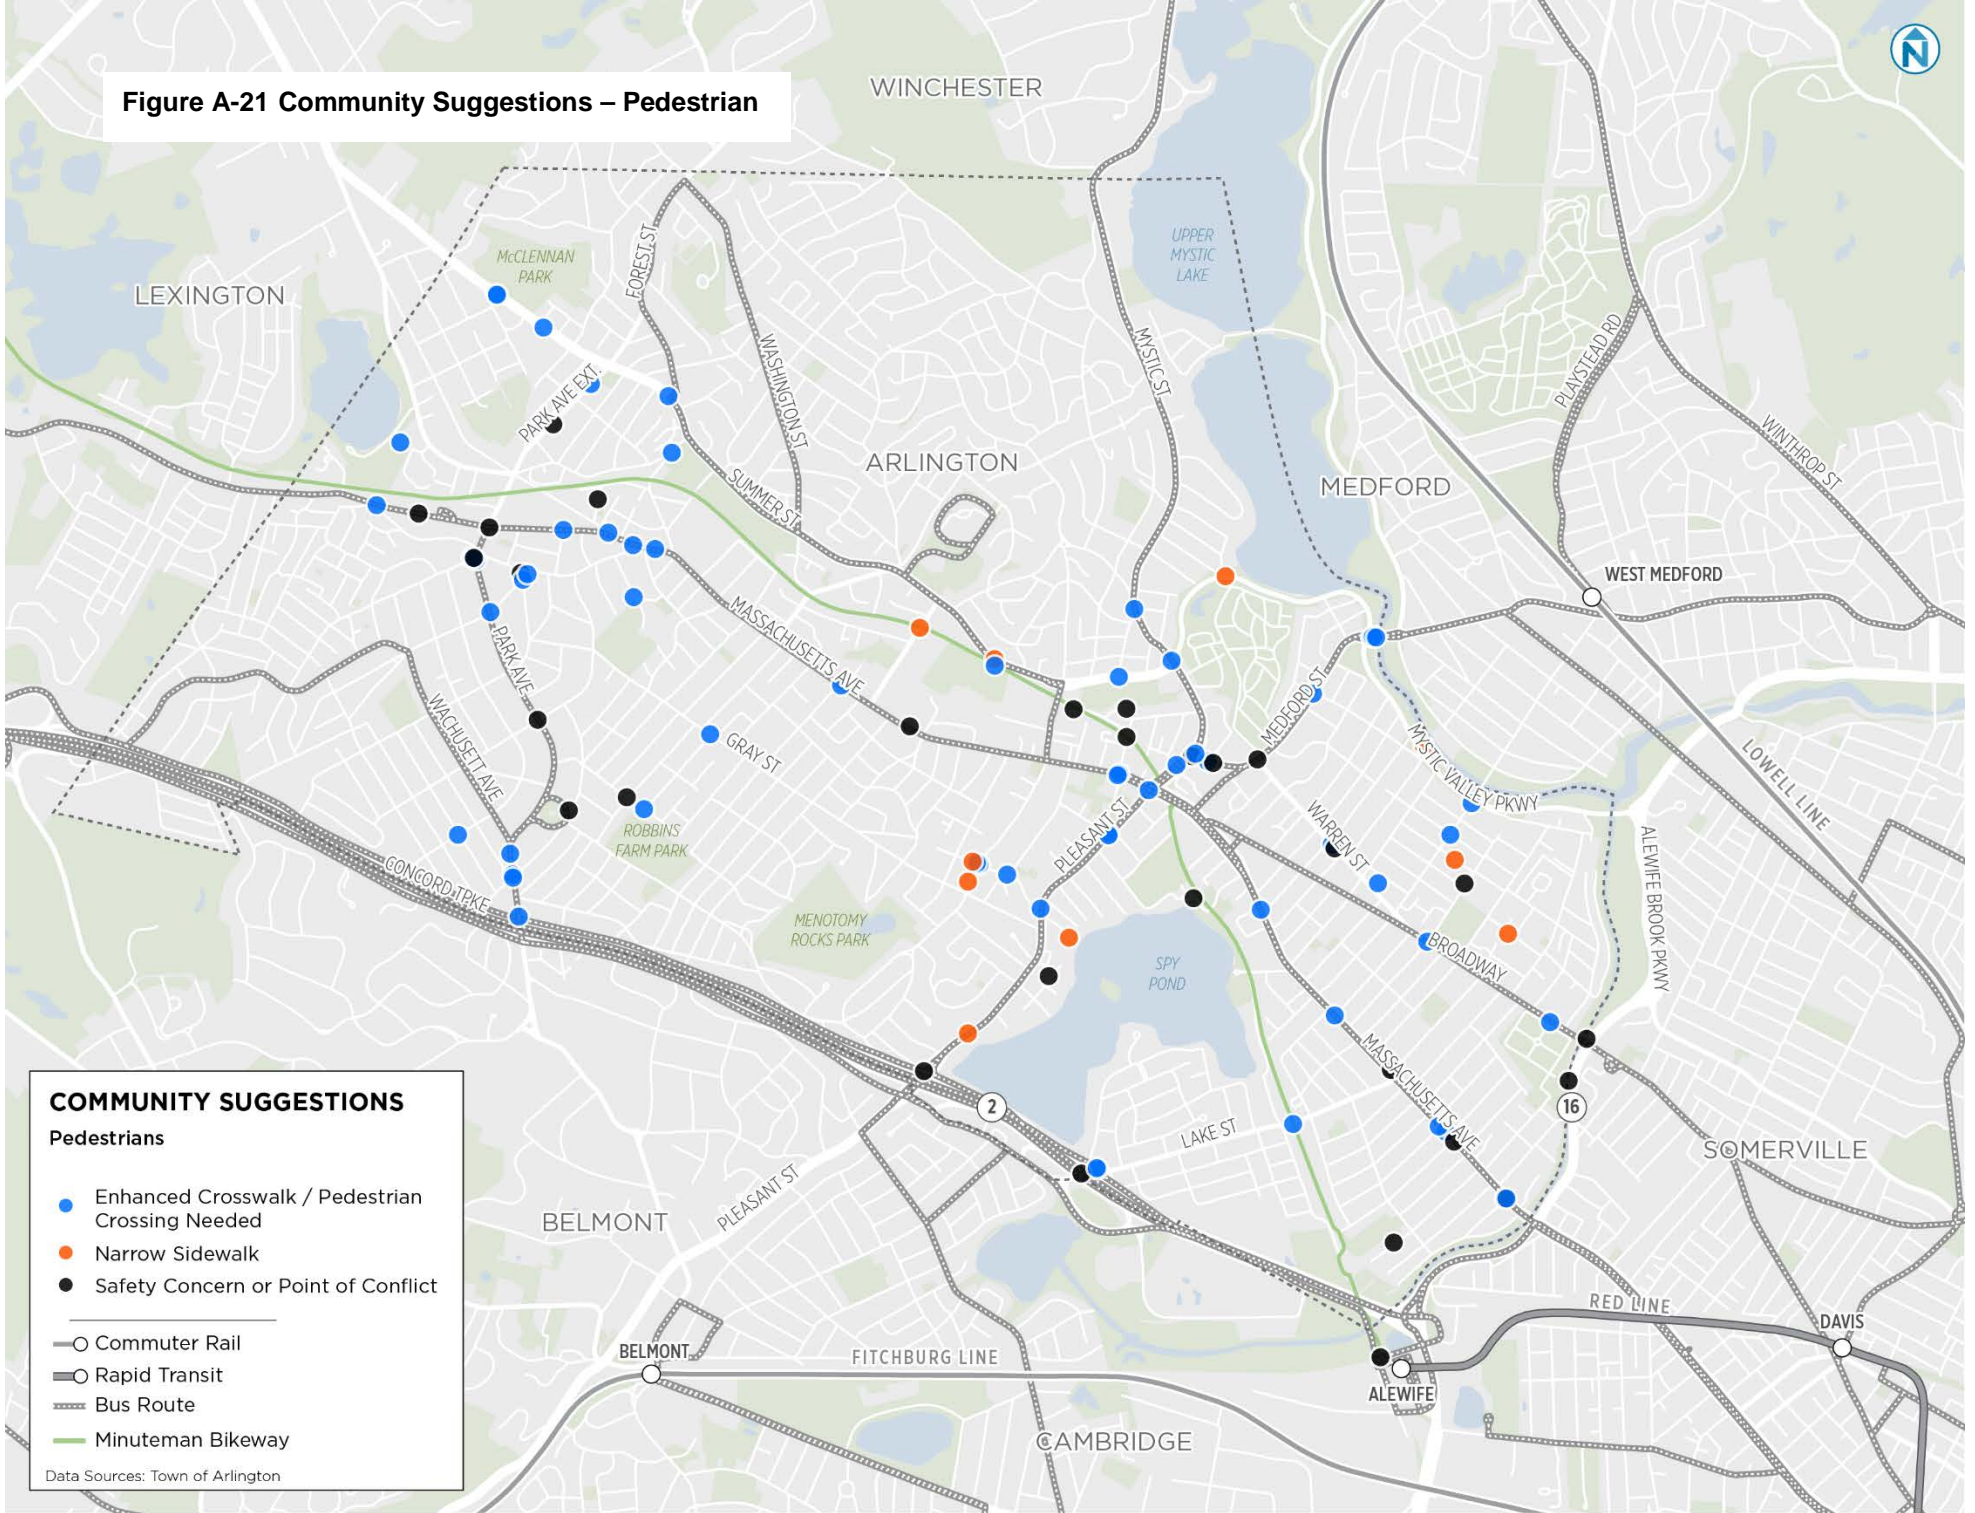 Figure A-21 Community Suggestions – Pedestrian
WINCHESTER
N
UPPER
MYSTIC
LAKE
McCLENNAN
PARK
FOREST ST
LEXINGTON
WASHINGTON ST
MYSTIC ST
PLAYSTEAD RD
PARK AVE EXT.
WINTHROP ST
ARLINGTON
SUMMER ST
MEDFORD
WEST MEDFORD
MASSACHUSETTS AVE
PARK AVE
WACHUSETT AVE
MEDFORD ST
GRAY ST
MYSTIC VALLEY PKWY
LOWELL LINE
WARREN ST
PLEASANT ST
ROBBINS
FARM PARK
ALEWIFE BROOK PKWY
CONCORD TPKE
MENOTOMY
ROCKS PARK
BROADWAY
SPY
POND
MASSACHUSETTS AVE
2
16
LAKE ST
SOMERVILLE
PLEASANT ST
BELMONT
RED LINE
DAVIS
BELMONT
FITCHBURG LINE
ALEWIFE
CAMBRIDGE
COMMUNITY SUGGESTIONS
Pedestrians
Enhanced Crosswalk / Pedestrian
Crossing Needed
Narrow Sidewalk
Safety Concern or Point of Conflict
Commuter Rail
Rapid Transit
Bus Route
Minuteman Bikeway
Data Sources: Town of Arlington